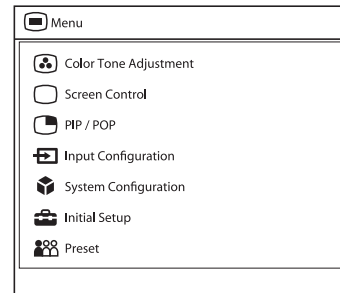 Menu
Color Tone Adjustment
Screen Control
PIP / POP
Input Configuration
System Configuration
Initial Setup
Preset